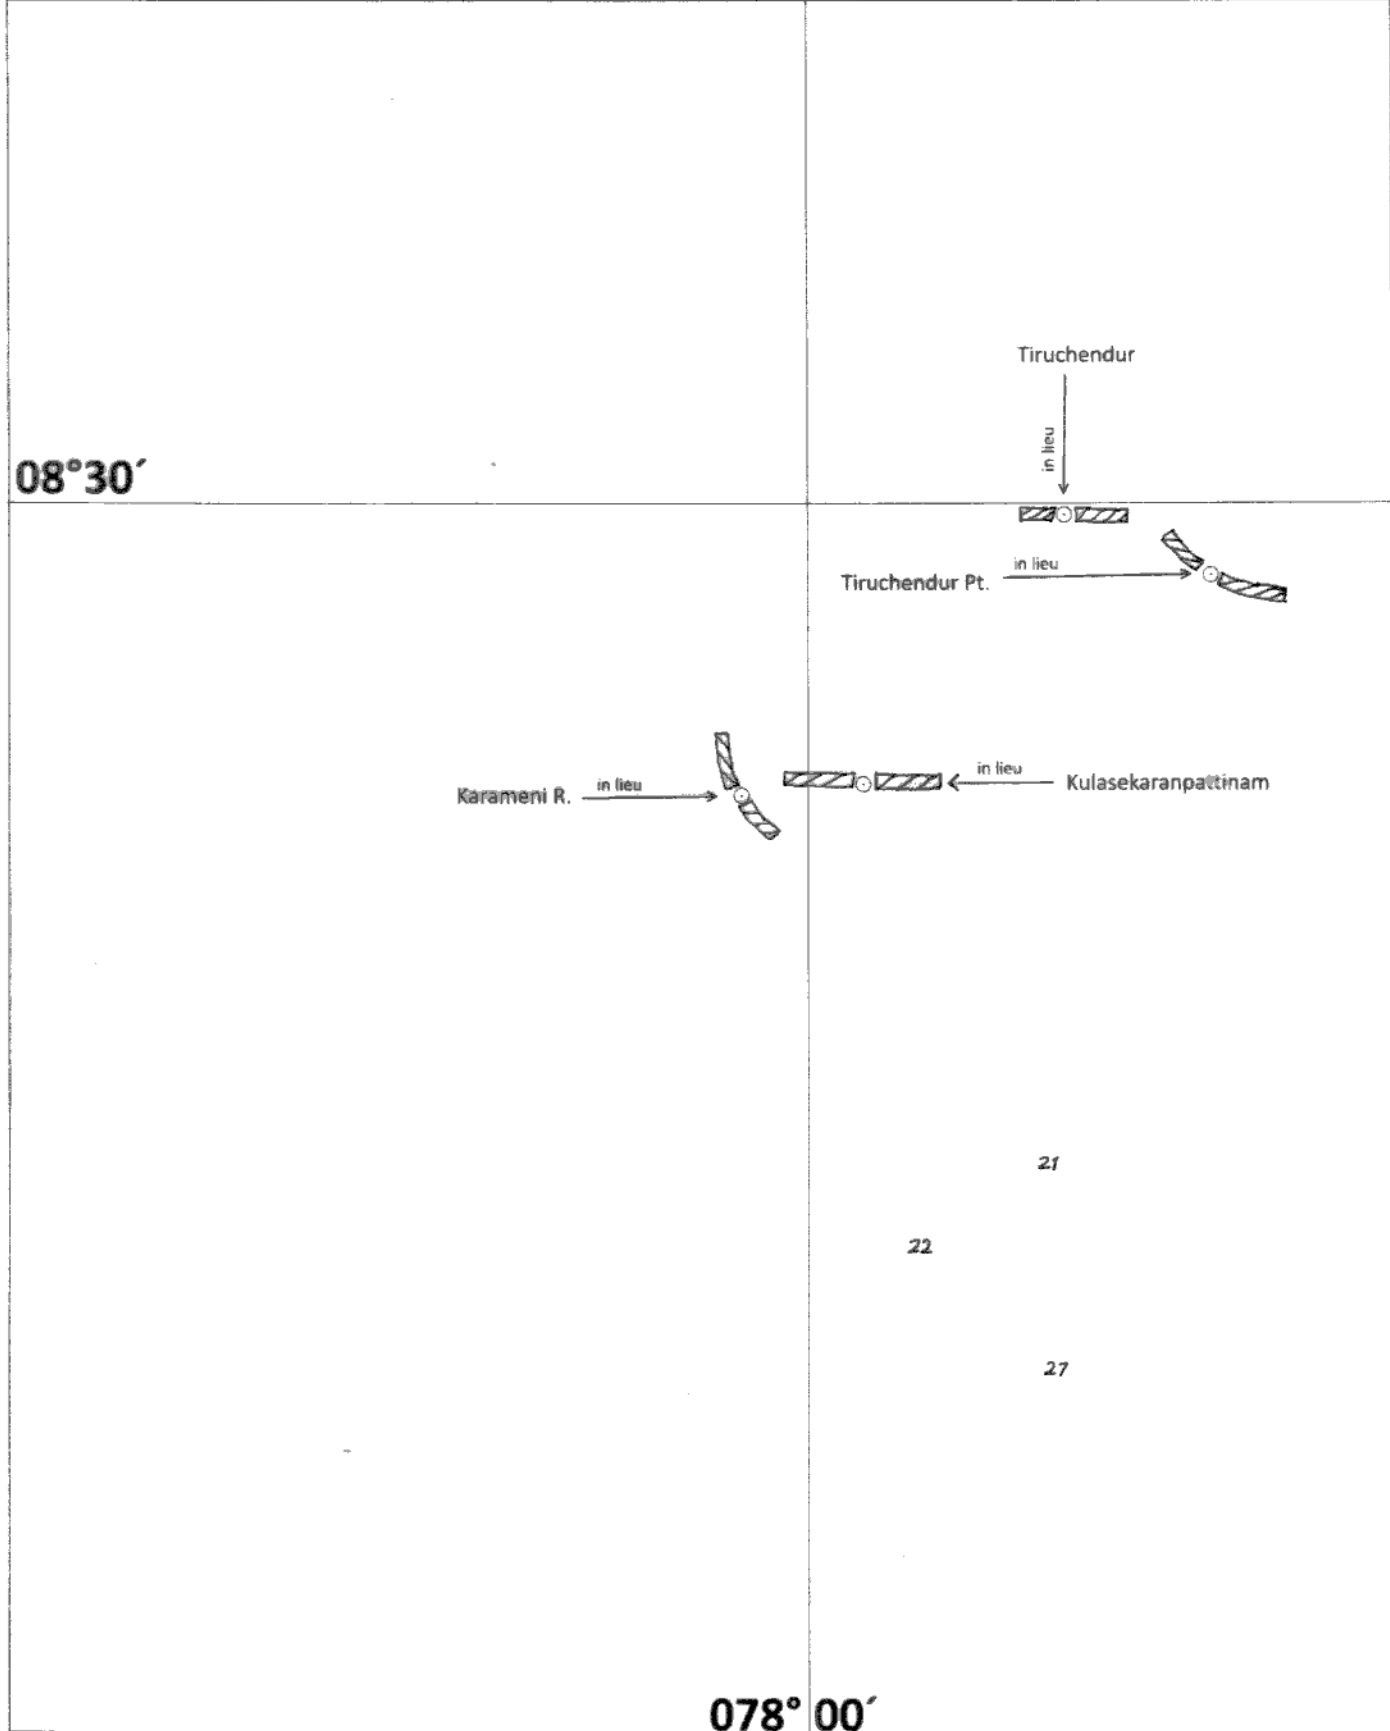 Tiruchendur
in lieu
08°30′
in lieu
Tiruchendur Pt.
in lieu
Kulasekaranpattinam
in lieu
Karameni R.
21
22
27
078° 00′